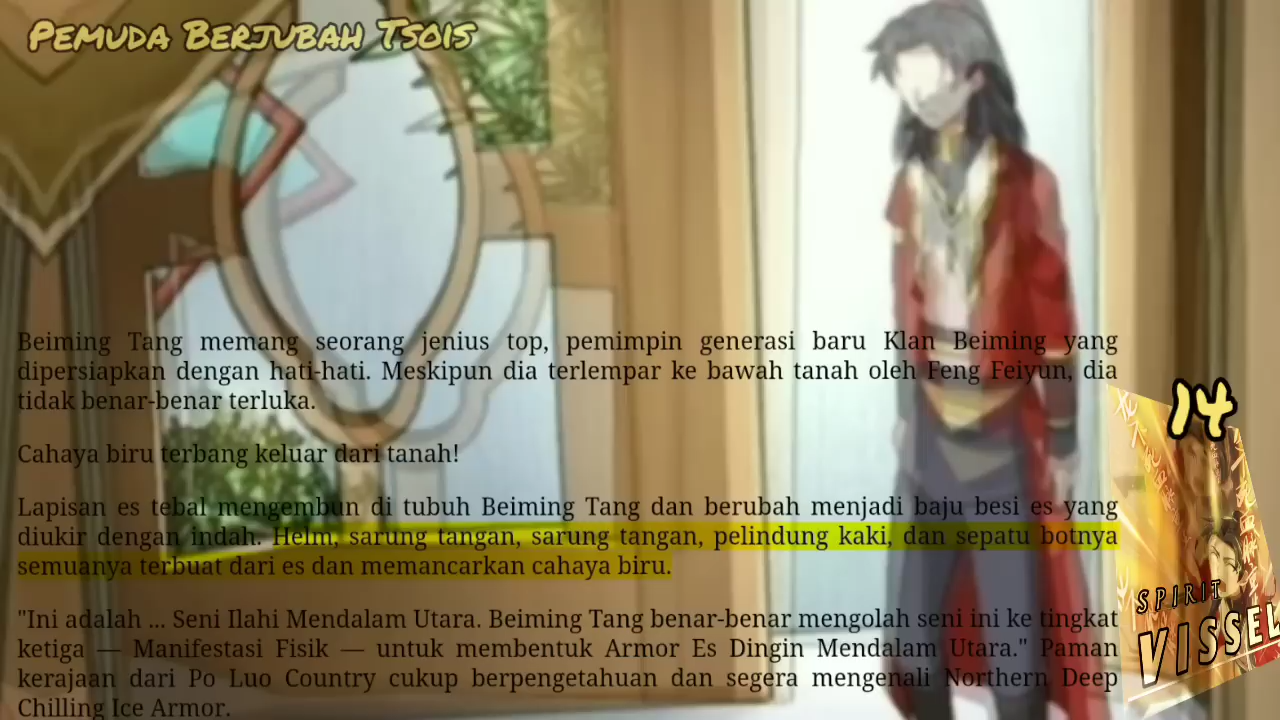 Pemuda Berjubah Tsois
Beiming Tang memang seorang jenius top, pemimpin generasi baru Klan Beiming yang
dipersiapkan dengan hati-hati. Meskipun dia terlempar ke bawah tanah oleh Feng Feiyun, dia
tidak benar-benar terluka.
Cahaya biru terbang keluar dari tanah!
Lapisan es tebal mengembun di tubuh Beiming Tang dan berubah menjadi baju besi es yang
diukir dengan indah. Helm, sarung tangan, sarung tangan, pelindung kaki, dan sepatu botnya
semuanya terbuat dari es dan memancarkan cahaya biru.
"Ini adalah ... Seni Ilahi Mendalam Utara. Beiming Tang benar-benar mengolah seni ini ke tingkat
ketiga — Manifestasi Fisik — untuk membentuk Armor Es Dingin Mendalam Utara." Paman
kerajaan dari Po Luo Country cukup berpengetahuan dan segera mengenali Northern Deep
Chilling Ice Armor.
14
SPIRIT
VISSEL